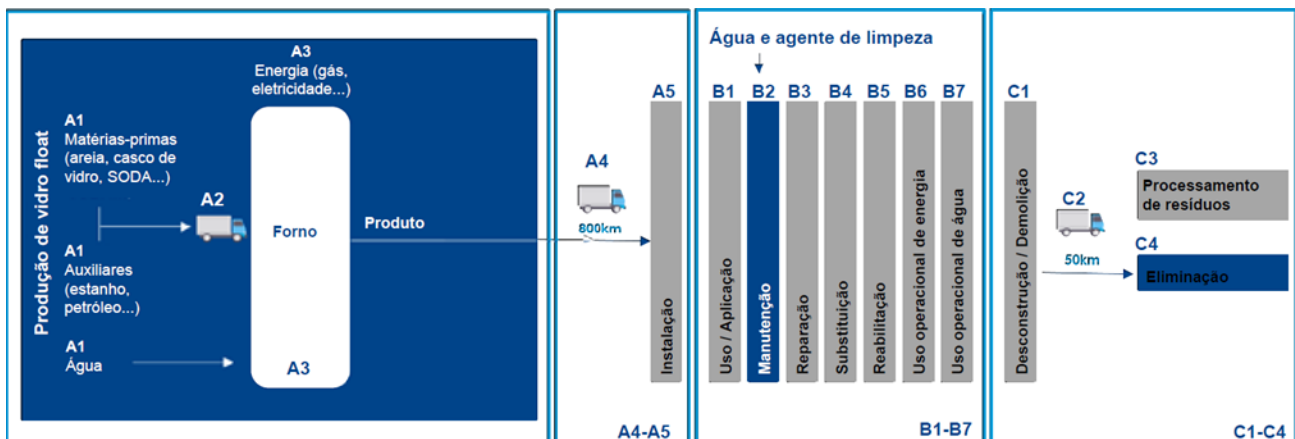 Produção de vidro float
A3
Energia (gás,
eletricidade...)
A1
Matérias-primas
(areia, casco de
vidro, SODA...)
A2
Forno
Produto
A1
Auxiliares
(estanho,
petróleo...)
A1
Água
A3
A4
800km
A5
Instalação
A4-A5
Água e agente de limpeza
B1
Uso / Aplicação
B2
Manutenção
B3
Reparação
B4
Substituição
B5
Reabilitação
B6
Uso operacional de energia
B7
Uso operacional de água
B1-B7
C1
Desconstrução / Demolição
C2
50km
C3
Processamento
de resíduos
C4
Eliminação
C1-C4